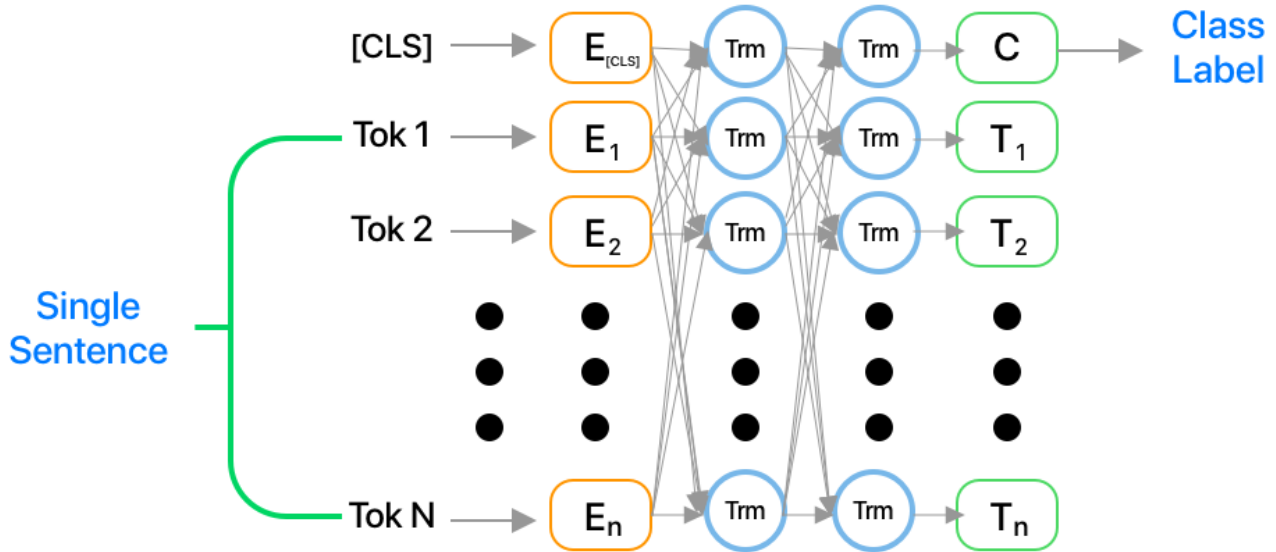 [CLS] E[CLS] Trm Trm C Class
Label
Tok 1 E1 Trm Trm T1
Tok 2 E2 Trm Trm T2
Single
Sentence
Tok N En Trm Trm Tn